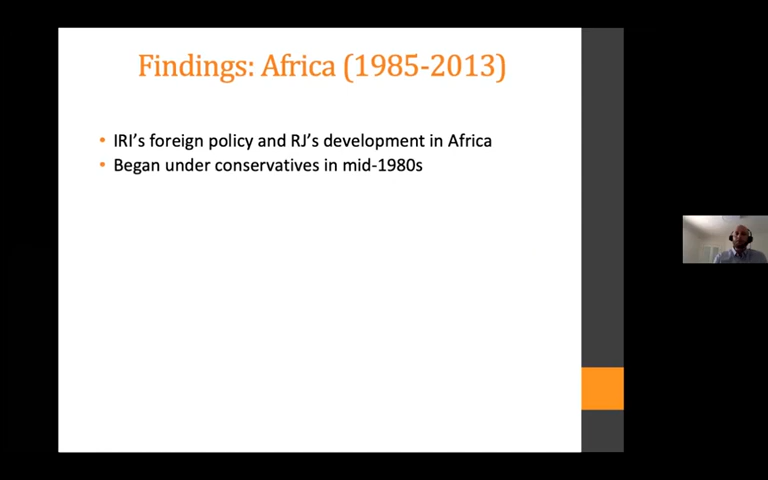 Findings: Africa (1985-2013)
• IRI's foreign policy and RJ's development in Africa
• Began under conservatives in mid-1980s